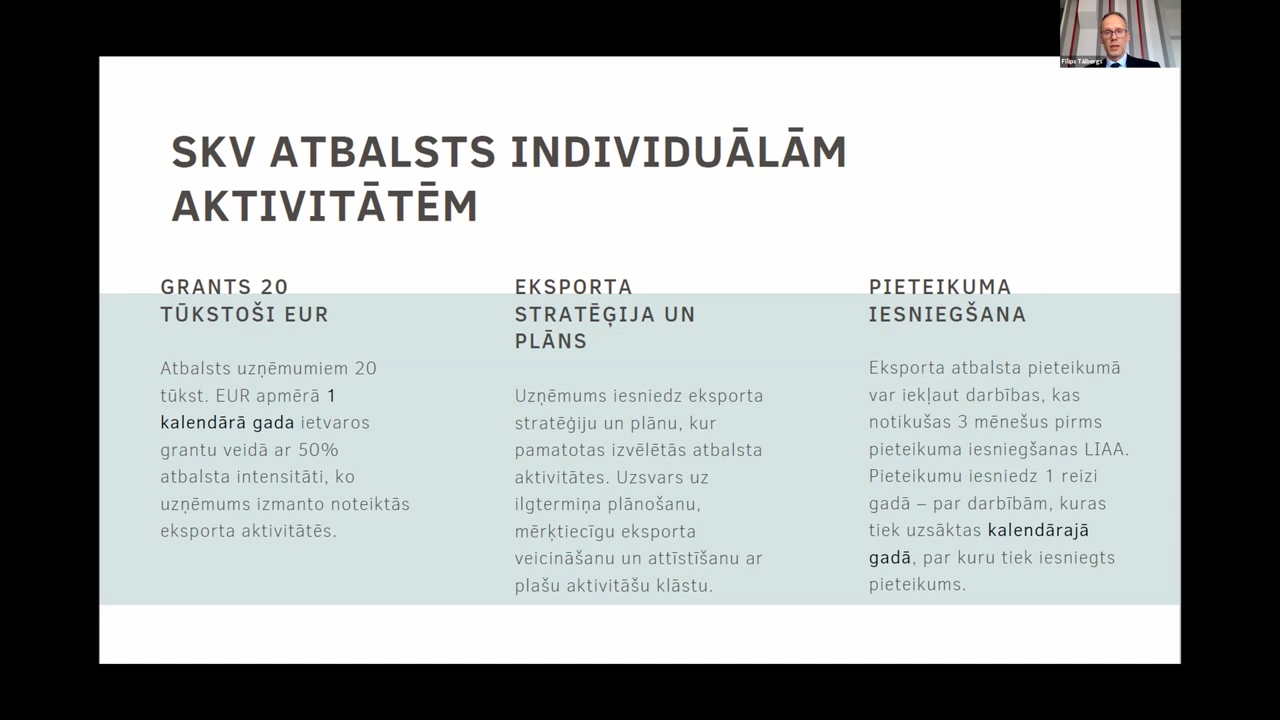 Filips Tālbergs
SKV ATBALSTS INDIVIDUĀLĀM
AKTIVITĀTĒM
GRANTS 20
TŪKSTOŠI EUR
Atbalsts uzņēmumiem 20
tūkst. EUR apmērā 1
kalendārā gada ietvaros
grantu veidā ar 50%
atbalsta intensitāti, ko
uzņēmums izmanto noteiktās
eksporta aktivitātēs.
EKSPORTA
STRATĒĢIJA UN
PLĀNS
Uzņēmums iesniedz eksporta
stratēģiju un plānu, kur
pamatotas izvēlētās atbalsta
aktivitātes. Uzsvars uz
ilgtermiņa plānošanu,
mērķtiecīgu eksporta
veicināšanu un attīstīšanu ar
plašu aktivitāšu klāstu.
PIETEIKUMA
IESNIEGŠANA
Eksporta atbalsta pieteikumā
var iekļaut darbības, kas
notikušas 3 mēnešus pirms
pieteikuma iesniegšanas LIAA.
Pieteikumu iesniedz 1 reizi
gadā – par darbībām, kuras
tiek uzsāktas kalendārajā
gadā, par kuru tiek iesniegts
pieteikums.